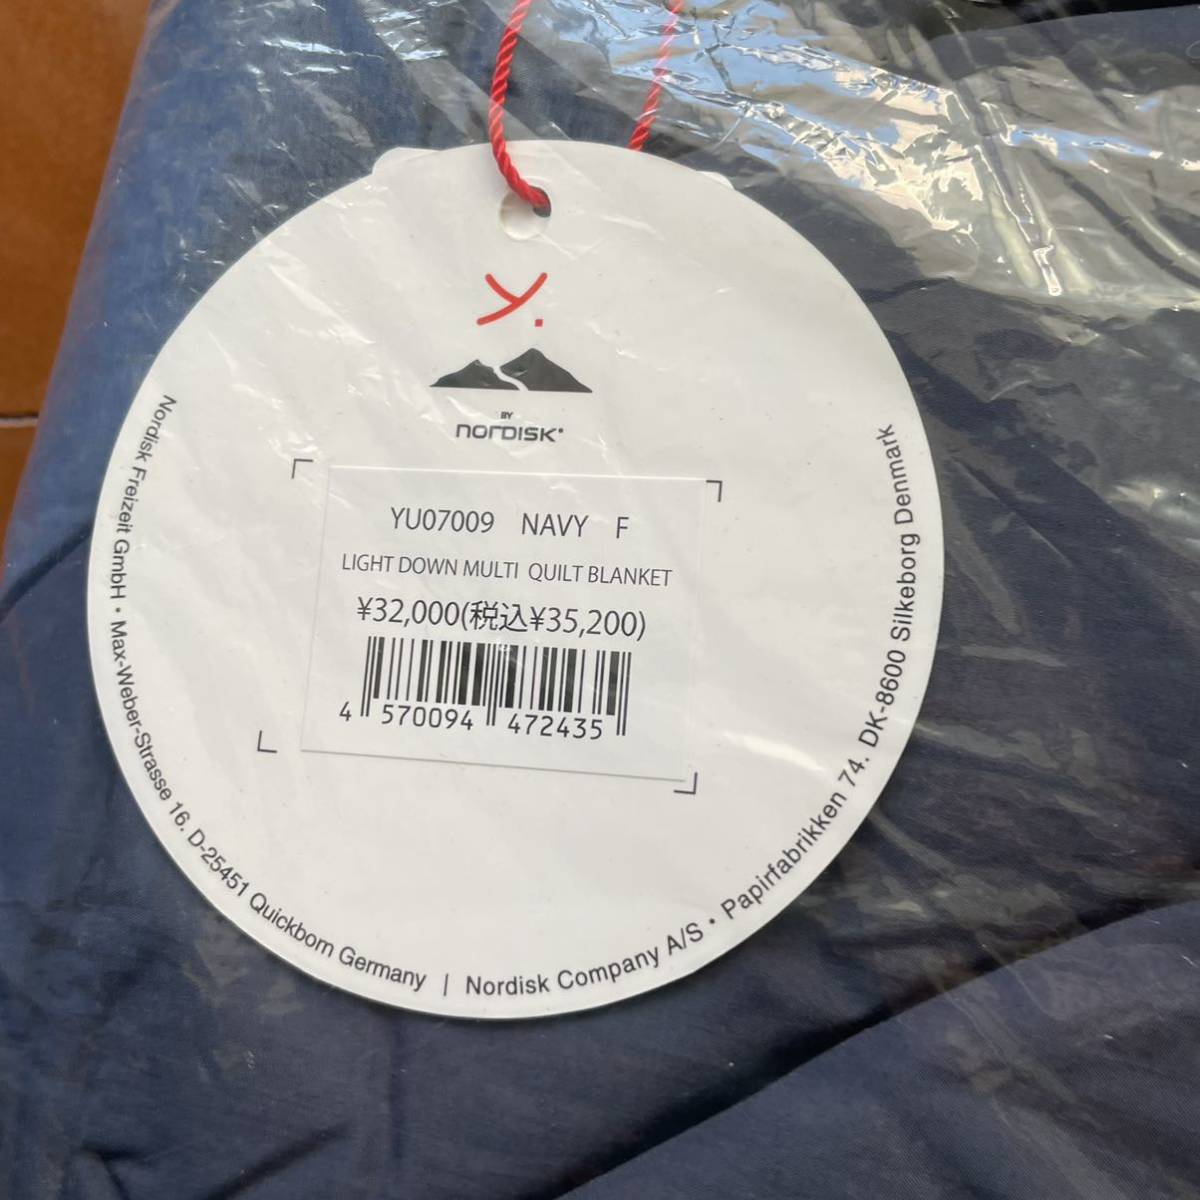 y.
BY
NORDISK®
YU07009 NAVY F
LIGHT DOWN MULTI QUILT BLANKET
¥32,000(税込¥35,200)
4 570094 472435
Nordisk Freizeit GmbH • Max-Weber-Strasse 16. D-25451 Quickborn Germany | Nordisk Company A/S • Papirfabrikken 74. DK-8600 Silkeborg Denmark